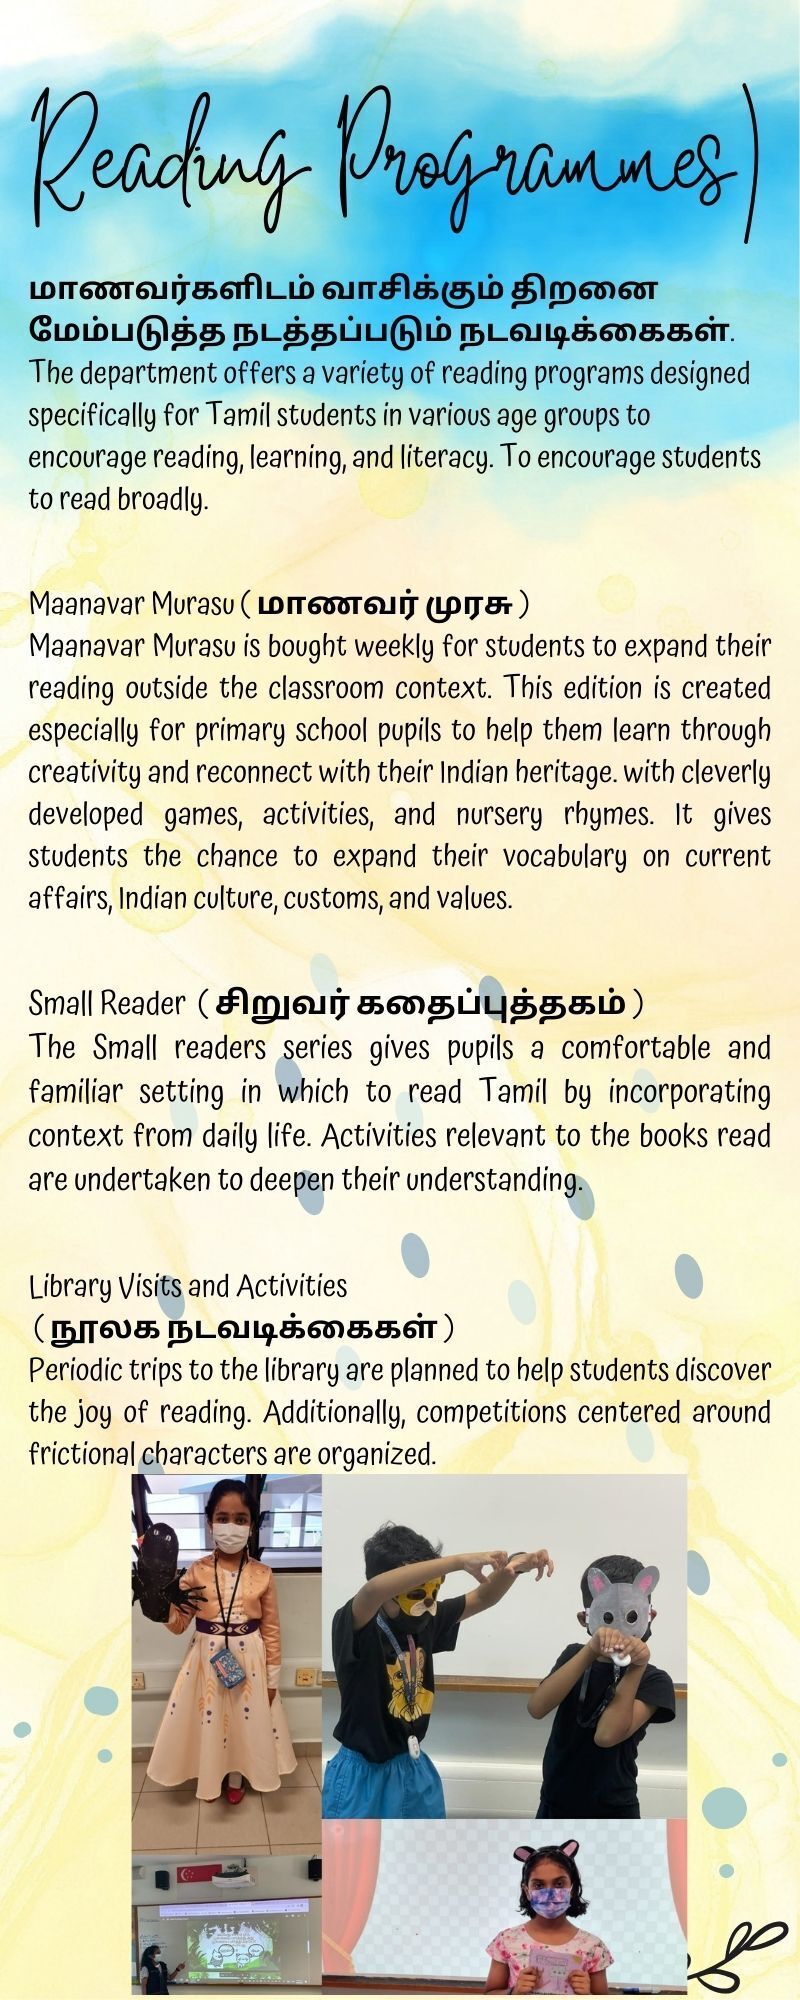 Reading Programmes)
மாணவர்களிடம் வாசிக்கும் திறனை
மேம்படுத்த நடத்தப்படும் நடவடிக்கைகள்.
The department offers a variety of reading programs designed
specifically for Tamil students in various age groups to
encourage reading, learning, and literacy. To encourage students
to read broadly.
Maanavar Murasu ( மாணவர் முரசு )
Maanavar Murasu is bought weekly for students to expand their
reading outside the classroom context. This edition is created
especially for primary school pupils to help them learn through
creativity and reconnect with their Indian heritage. with cleverly
developed games, activities, and nursery rhymes. It gives
students the chance to expand their vocabulary on current
affairs, Indian culture, customs, and values.
Small Reader ( சிறுவர் கதைப்புத்தகம் )
The Small readers series gives pupils a comfortable and
familiar setting in which to read Tamil by incorporating
context from daily life. Activities relevant to the books read
are undertaken to deepen their understanding.
Library Visits and Activities
( நூலக நடவடிக்கைகள் )
Periodic trips to the library are planned to help students discover
the joy of reading. Additionally, competitions centered around
frictional characters are organized.